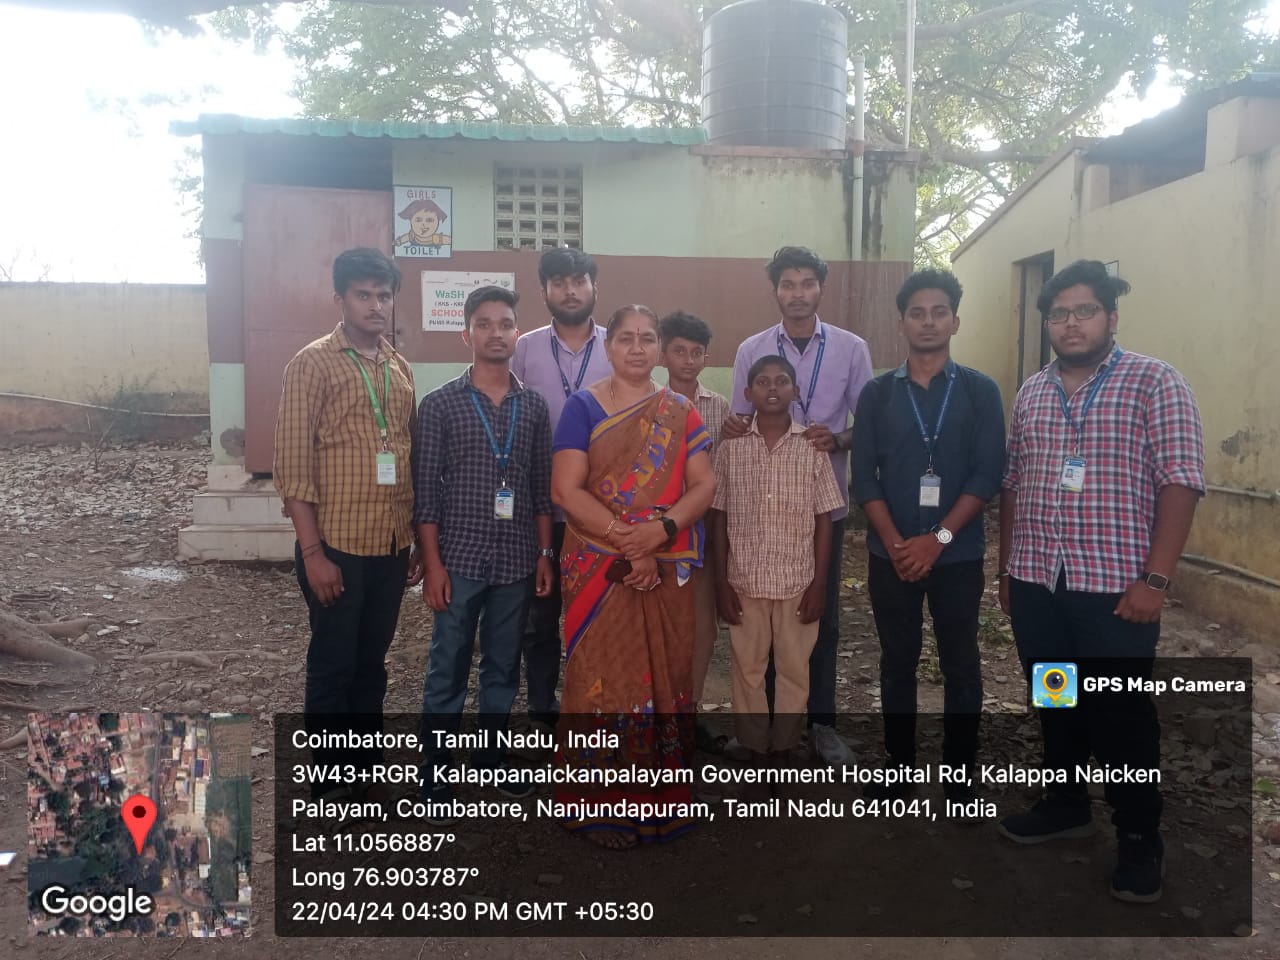 GIRLS
TOILET
WaSH
SCHOO
GPS Map Camera
Coimbatore, Tamil Nadu, India
3W43+RGR, Kalappanaickanpalayam Government Hospital Rd, Kalappa Naicken
Palayam, Coimbatore, Nanjundapuram, Tamil Nadu 641041, India
Lat 11.056887°
Long 76.903787°
22/04/24 04:30 PM GMT +05:30
Google